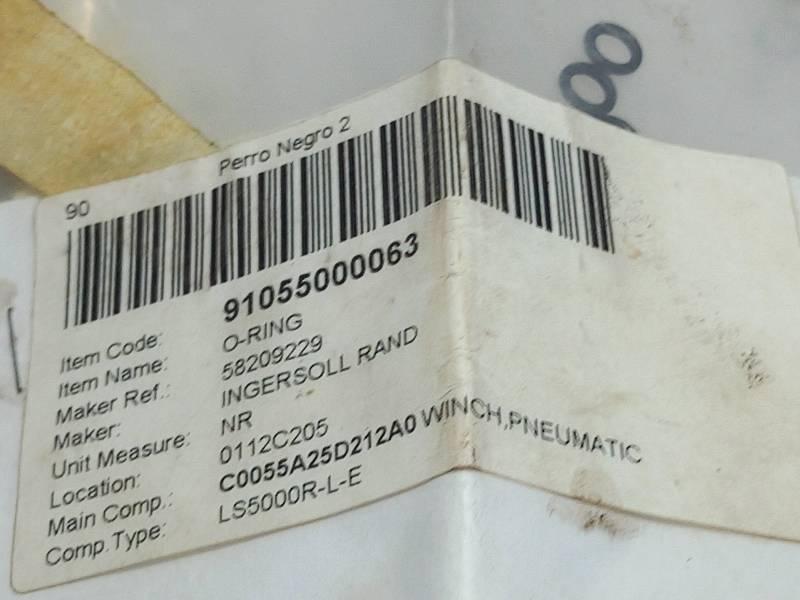 90 Perro Negro 2
Item Code: 91055000063
Item Name: O-RING
Maker Ref.: 58209229
Maker: INGERSOLL RAND
Unit Measure: NR
Location: 0112C205
Main Comp.: C0055A25D212A0 WINCH,PNEUMATIC
Comp.Type: LS5000R-L-E